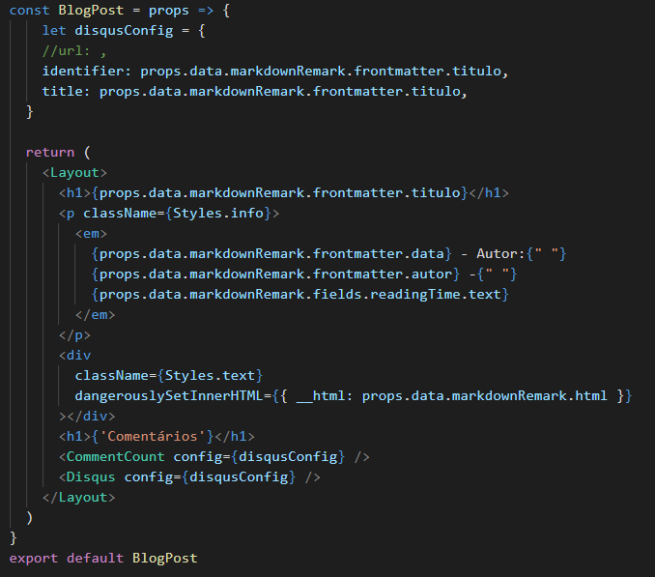 const BlogPost = props => {
    let disqusConfig = {
    //url: ,
    identifier: props.data.markdownRemark.frontmatter.titulo,
    title: props.data.markdownRemark.frontmatter.titulo,
  }

  return (
    <Layout>
      <h1>{props.data.markdownRemark.frontmatter.titulo}</h1>
      <p className={Styles.info}>
        <em>
          {props.data.markdownRemark.frontmatter.data} - Autor:{" "}
          {props.data.markdownRemark.frontmatter.autor} -{" "}
          {props.data.markdownRemark.fields.readingTime.text}
        </em>
      </p>
      <div
        className={Styles.text}
        dangerouslySetInnerHTML={{ __html: props.data.markdownRemark.html }}
      ></div>
      <h1>{'Comentários'}</h1>
      <CommentCount config={disqusConfig} />
      <Disqus config={disqusConfig} />
    </Layout>
  )
}
export default BlogPost